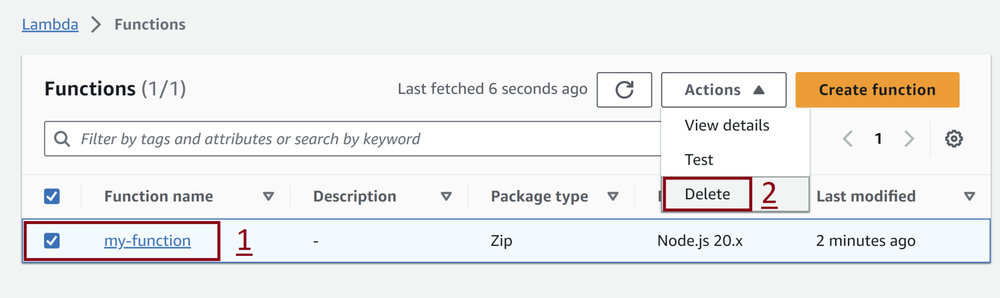 Lambda > Functions
Functions (1/1) Last fetched 6 seconds ago Actions Create function
Filter by tags and attributes or search by keyword
View details
1
Test
Delete 2
Function name Description Package type Last modified
my-function 1 - Zip Node.js 20.x 2 minutes ago